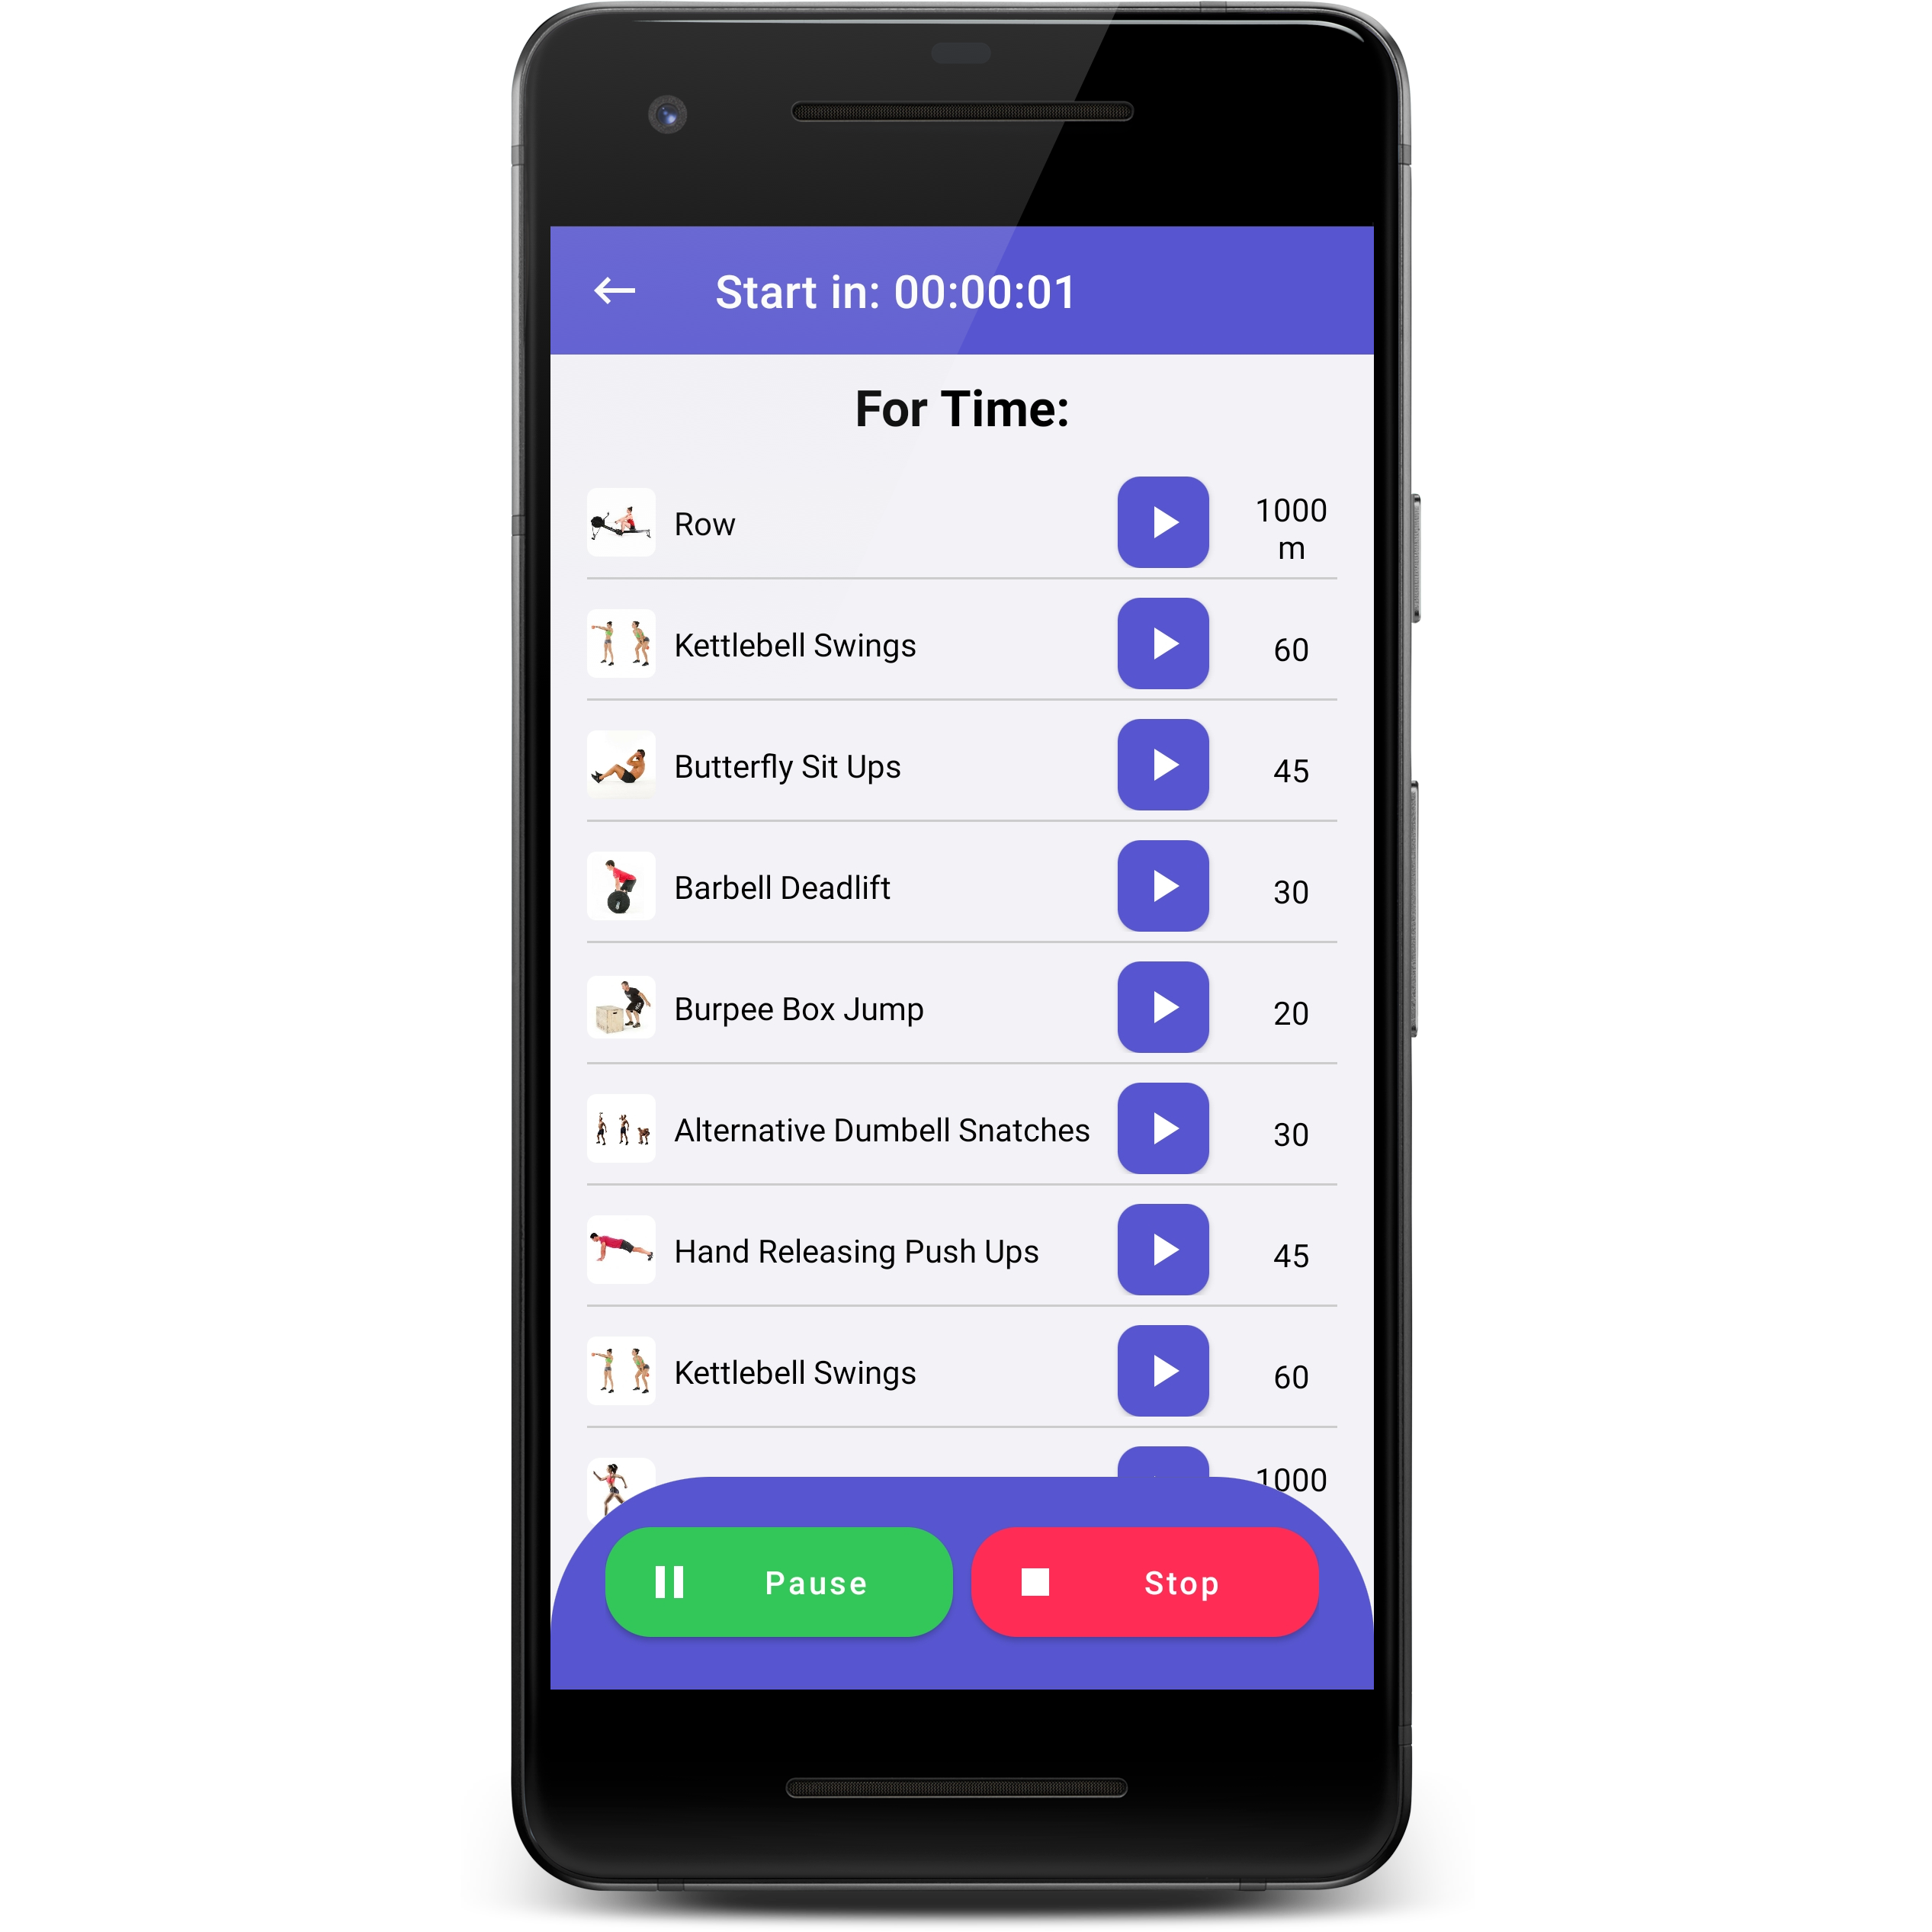 Start in: 00:00:01
For Time:
Row
1000
m
Kettlebell Swings
60
Butterfly Sit Ups
45
Barbell Deadlift
30
Burpee Box Jump
20
Alternative Dumbell Snatches
30
Hand Releasing Push Ups
45
Kettlebell Swings
60
1000
Pause
Stop